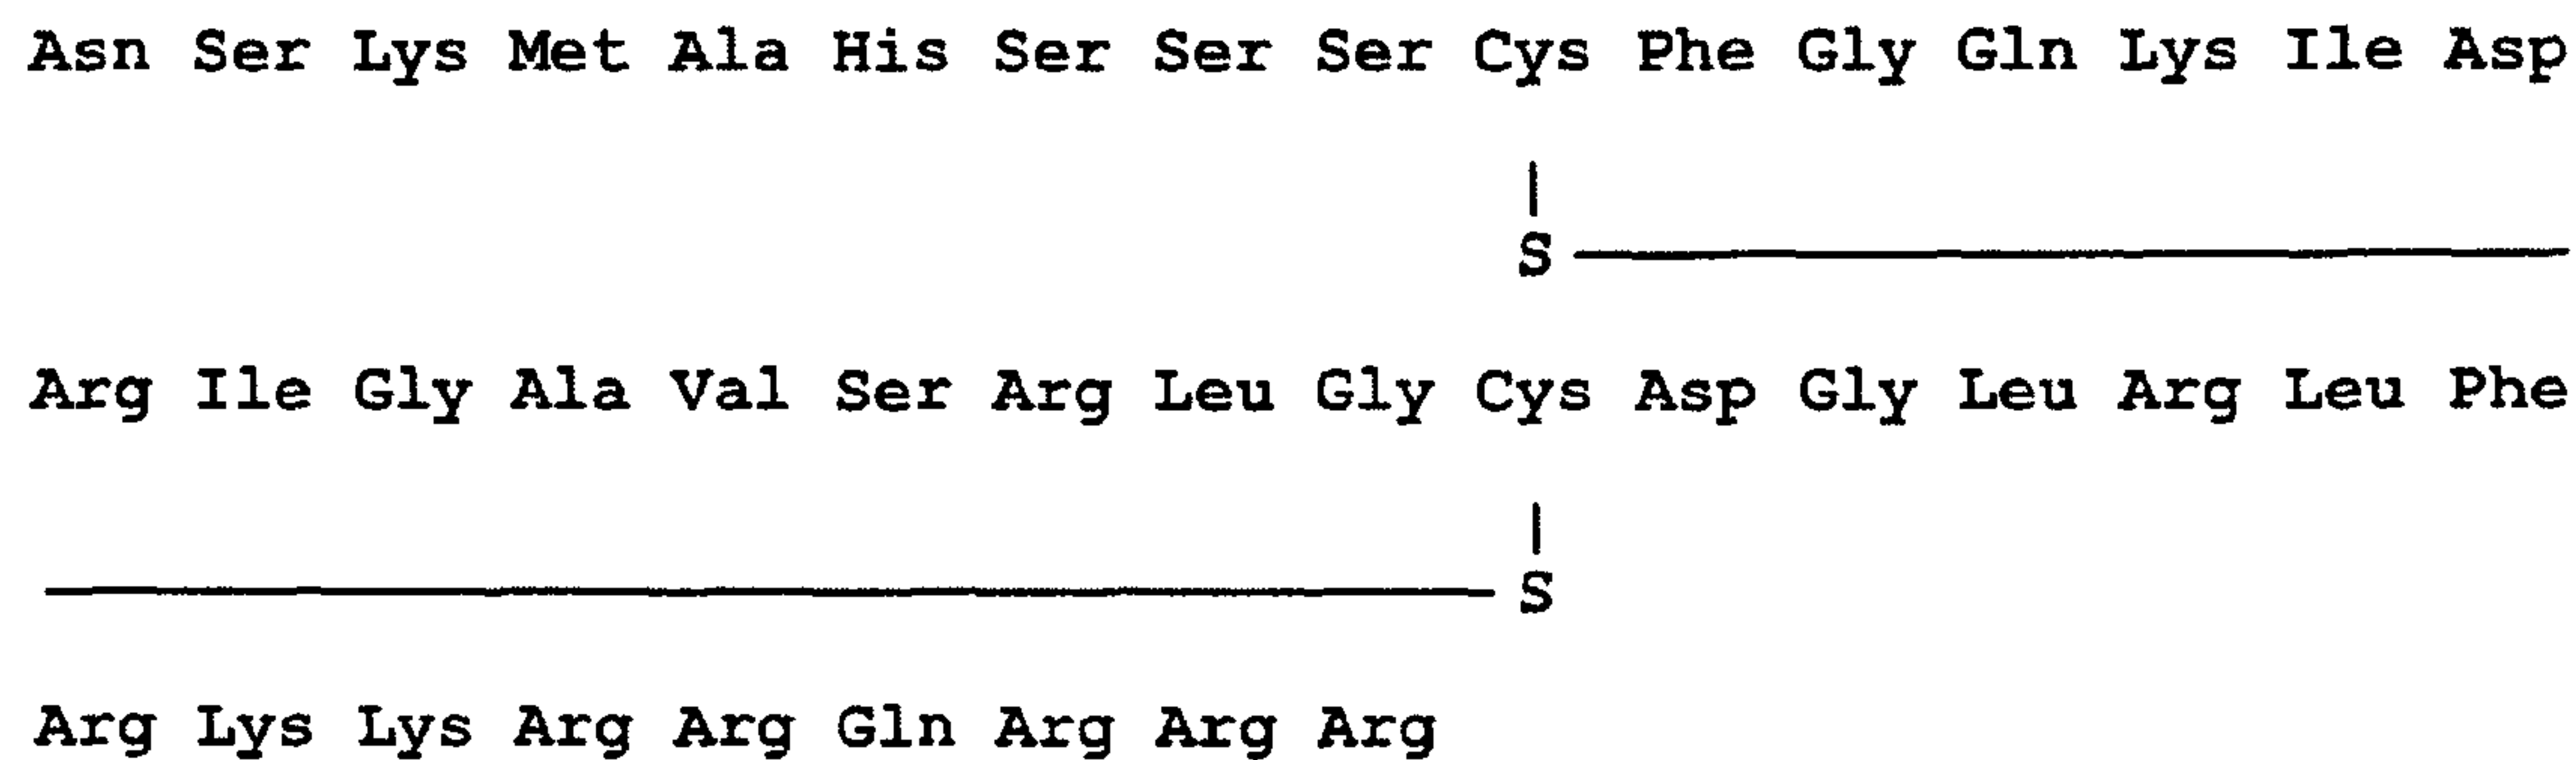 Asn Ser Lys Met Ala His Ser Ser Ser Cys Phe Gly Gln Lys Ile Asp
S
Arg Ile Gly Ala Val Ser Arg Leu Gly Cys Asp Gly Leu Arg Leu Phe
S
Arg Lys Lys Arg Arg Gln Arg Arg Arg